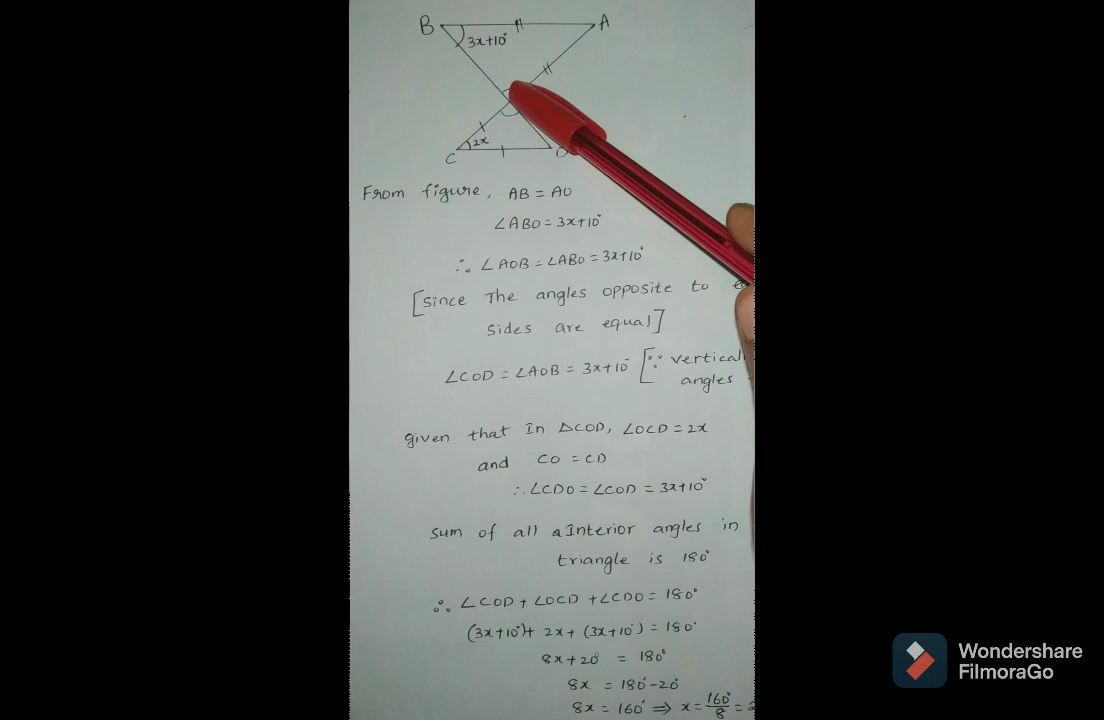 B A
3x+10°
2x
C D
From figure, AB = AO
∠ABO = 3x+10°
∴ ∠AOB = ∠ABO = 3x+10°
[Since The angles opposite to
sides are equal]
∠COD = ∠AOB = 3x+10° [∵ vertical
angles
given that In △COD, ∠OCD = 2x
and CO = CD
∴ ∠CDO = ∠COD = 3x+10°
sum of all Interior angles in
triangle is 180°
∴ ∠COD + ∠OCD + ∠CDO = 180°
(3x+10°) + 2x + (3x+10°) = 180°
8x+20° = 180°
8x = 180°-20°
8x = 160° ⇒ x = 160°/8 = 2
Wondershare
FilmoraGo